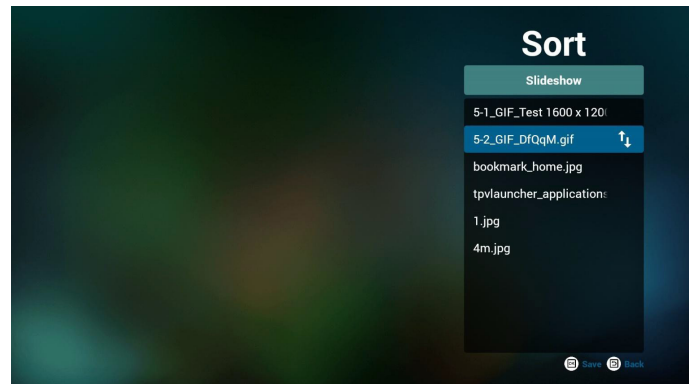 Sort
Slideshow
5-1_GIF_Test 1600 x 120
5-2_GIF_DfQqM.gif
bookmark_home.jpg
tpvlauncher_applications
1.jpg
4m.jpg
Save Back